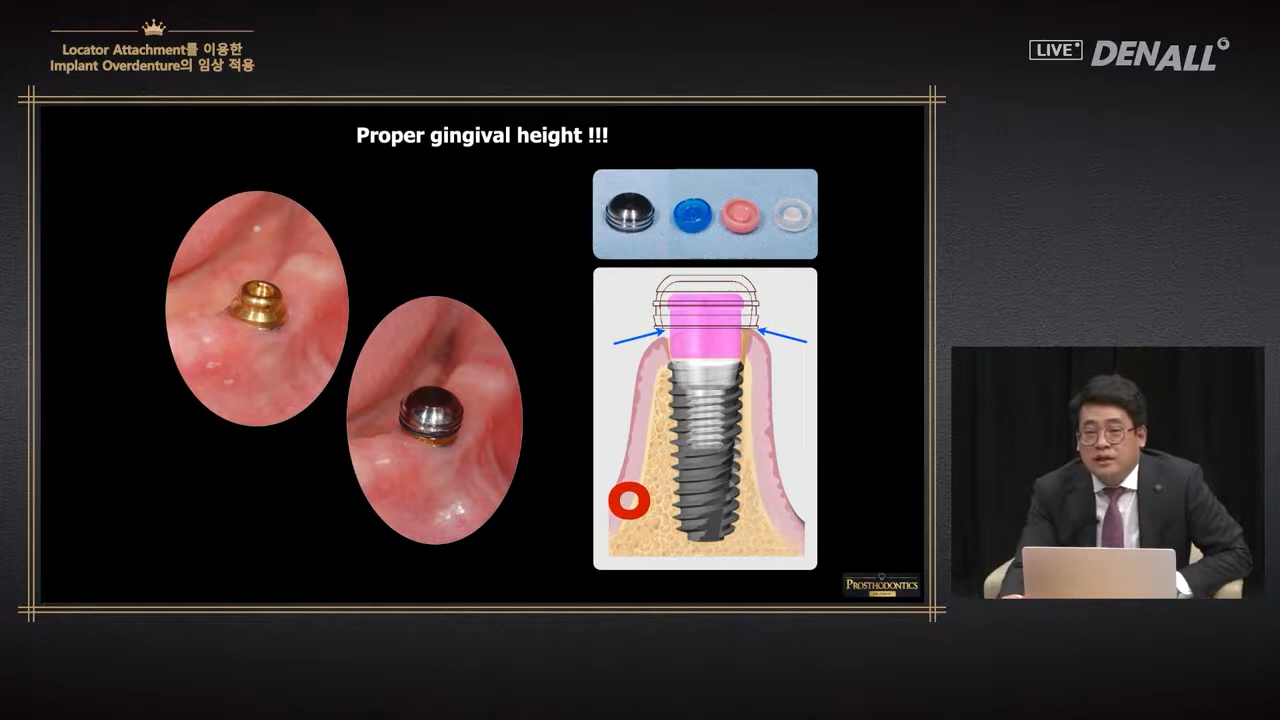 Locator Attachment를 이용한
Implant Overdenture의 임상 적용
LIVE
DENALL
Proper gingival height !!!
O
PROSTHODONTICS